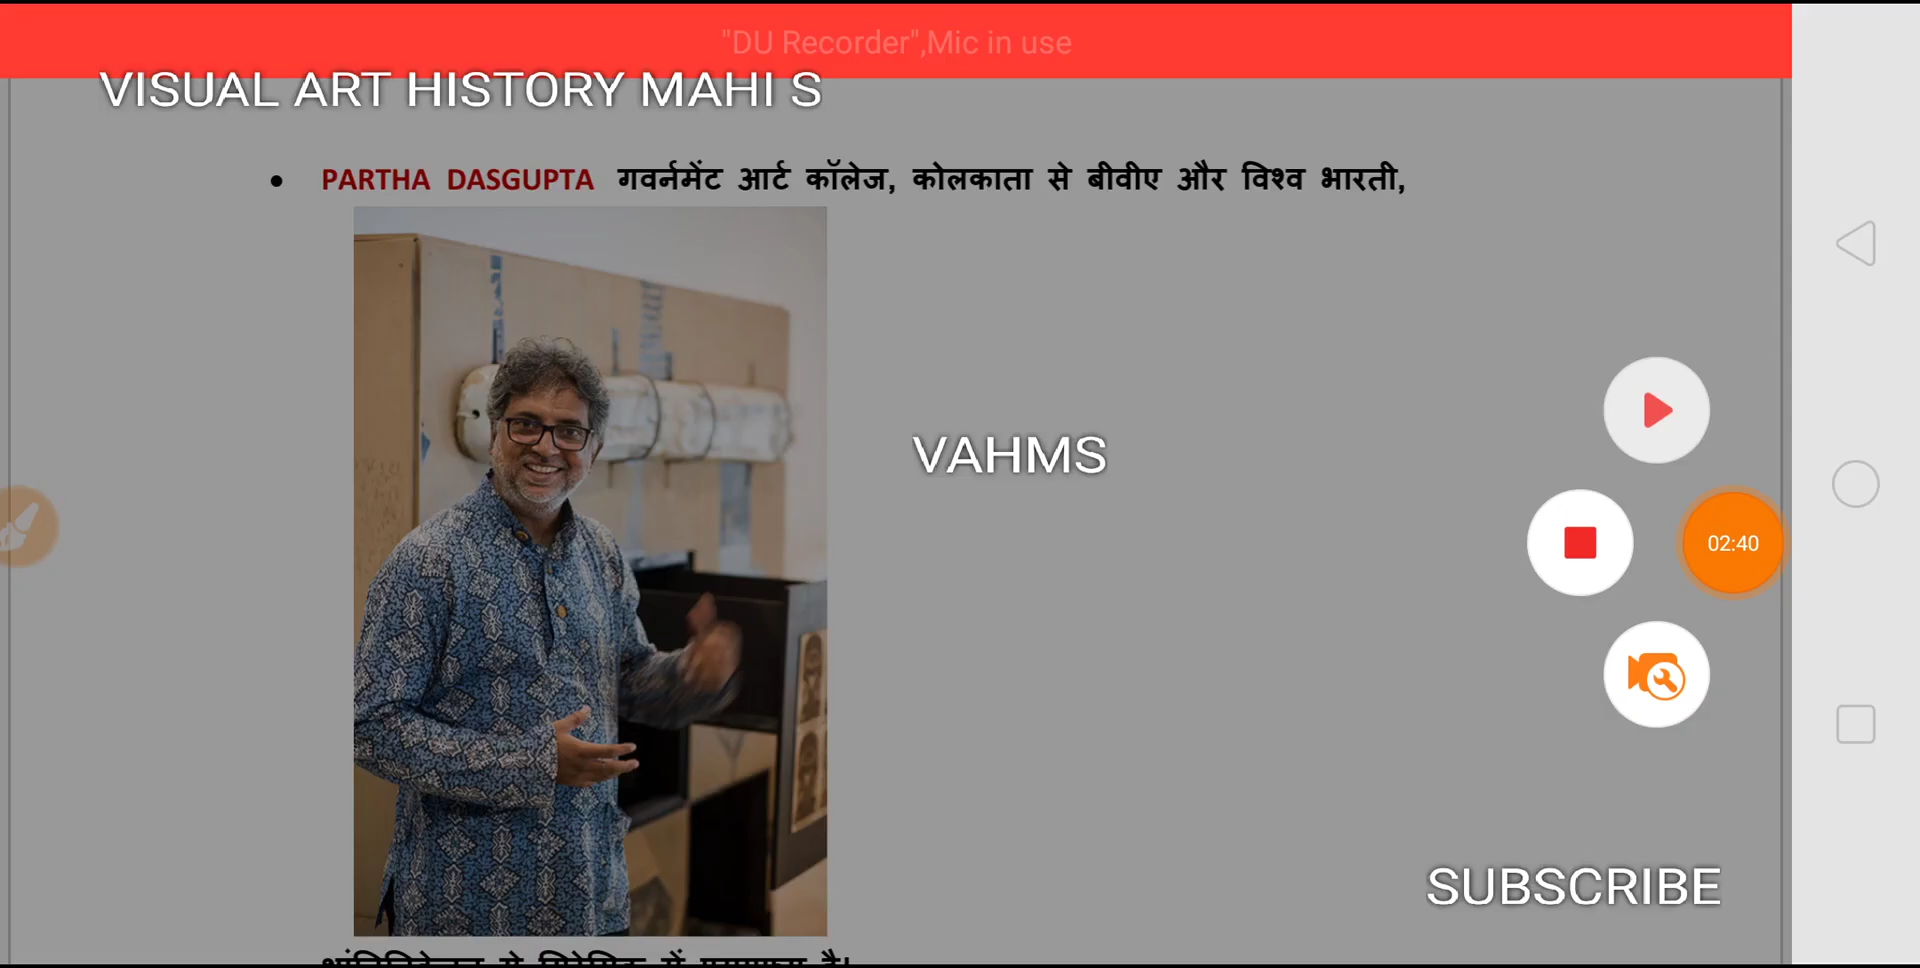 "DU Recorder",Mic in use
VISUAL ART HISTORY MAHI S
PARTHA DASGUPTA गवर्नमेंट आर्ट कॉलेज, कोलकाता से बीवीए और विश्व भारती,
VAHMS
02:40
SUBSCRIBE